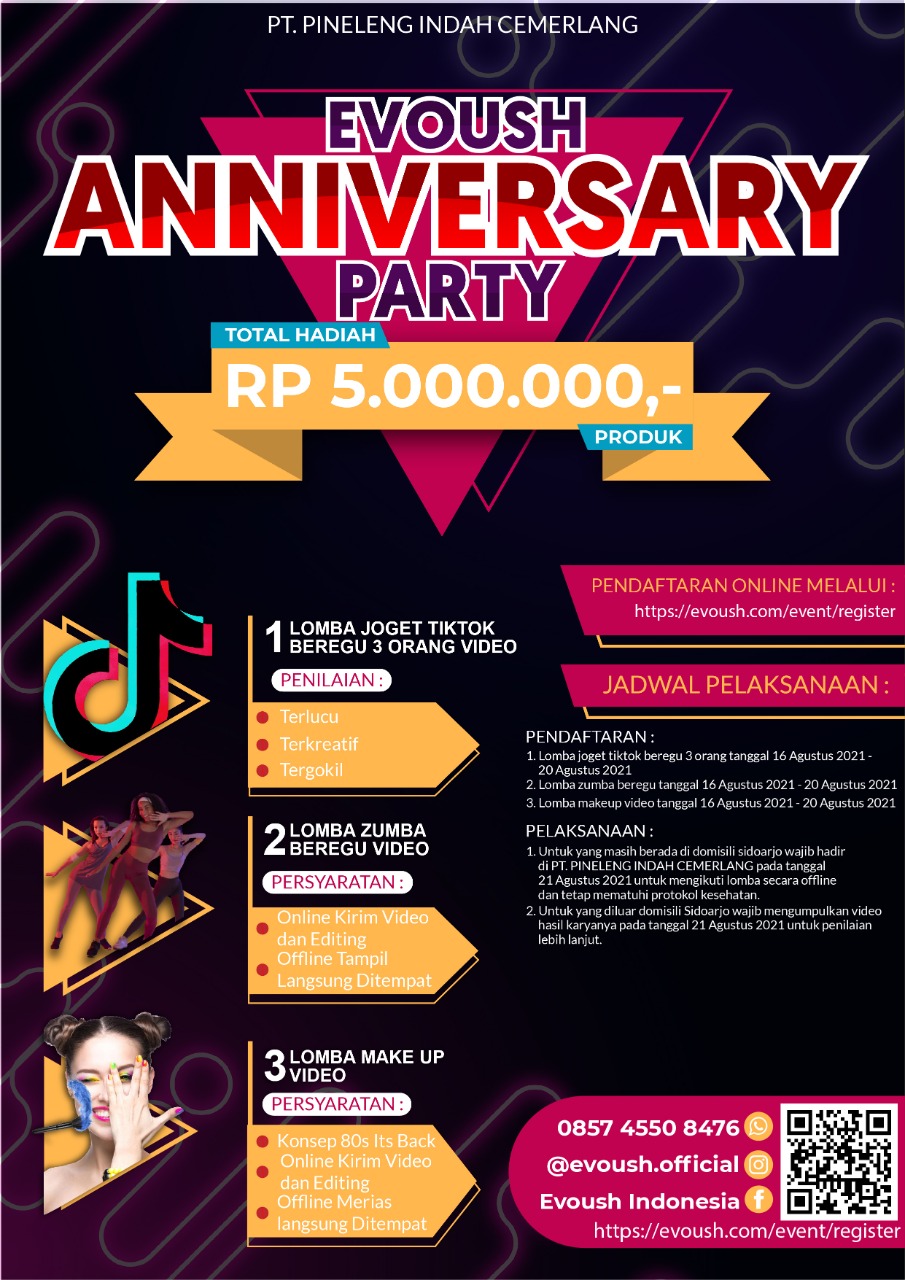 PT. PINELENG INDAH CEMERLANG
EVOUSH
ANNIVERSARY
PARTY
TOTAL HADIAH
RP 5.000.000,-
PRODUK
1 LOMBA JOGET TIKTOK
BEREGU 3 ORANG VIDEO
PENILAIAN :
Terlucu
Terkreatif
Tergokil
2 LOMBA ZUMBA
BEREGU VIDEO
PERSYARATAN :
Online Kirim Video
dan Editing
Offline Tampil
Langsung Ditempat
3 LOMBA MAKE UP
VIDEO
PERSYARATAN :
Konsep 80s Its Back
Online Kirim Video
dan Editing
Offline Merias
langsung Ditempat
PENDAFTARAN ONLINE MELALUI :
https://evoush.com/event/register
JADWAL PELAKSANAAN :
PENDAFTARAN :
1. Lomba joget tiktok beregu 3 orang tanggal 16 Agustus 2021 -
20 Agustus 2021
2. Lomba zumba beregu tanggal 16 Agustus 2021 - 20 Agustus 2021
3. Lomba makeup video tanggal 16 Agustus 2021 - 20 Agustus 2021
PELAKSANAAN :
1. Untuk yang masih berada di domisili sidoarjo wajib hadir
di PT. PINELENG INDAH CEMERLANG pada tanggal
21 Agustus 2021 untuk mengikuti lomba secara offline
dan tetap mematuhi protokol kesehatan.
2. Untuk yang diluar domisili Sidoarjo wajib mengumpulkan video
hasil karyanya pada tanggal 21 Agustus 2021 untuk penilaian
lebih lanjut.
0857 4550 8476
@evoush.official
Evoush Indonesia
https://evoush.com/event/register